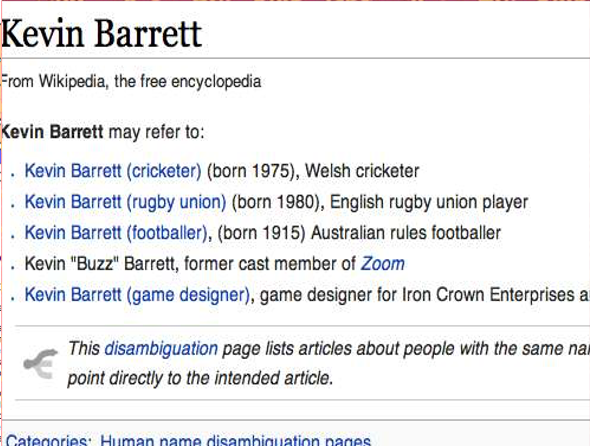 Kevin Barrett
From Wikipedia, the free encyclopedia
Kevin Barrett may refer to:
Kevin Barrett (cricketer) (born 1975), Welsh cricketer
Kevin Barrett (rugby union) (born 1980), English rugby union player
Kevin Barrett (footballer), (born 1915) Australian rules footballer
Kevin "Buzz" Barrett, former cast member of Zoom
Kevin Barrett (game designer), game designer for Iron Crown Enterprises
This disambiguation page lists articles about people with the same
point directly to the intended article.
Categories: Human name disambiguation pages